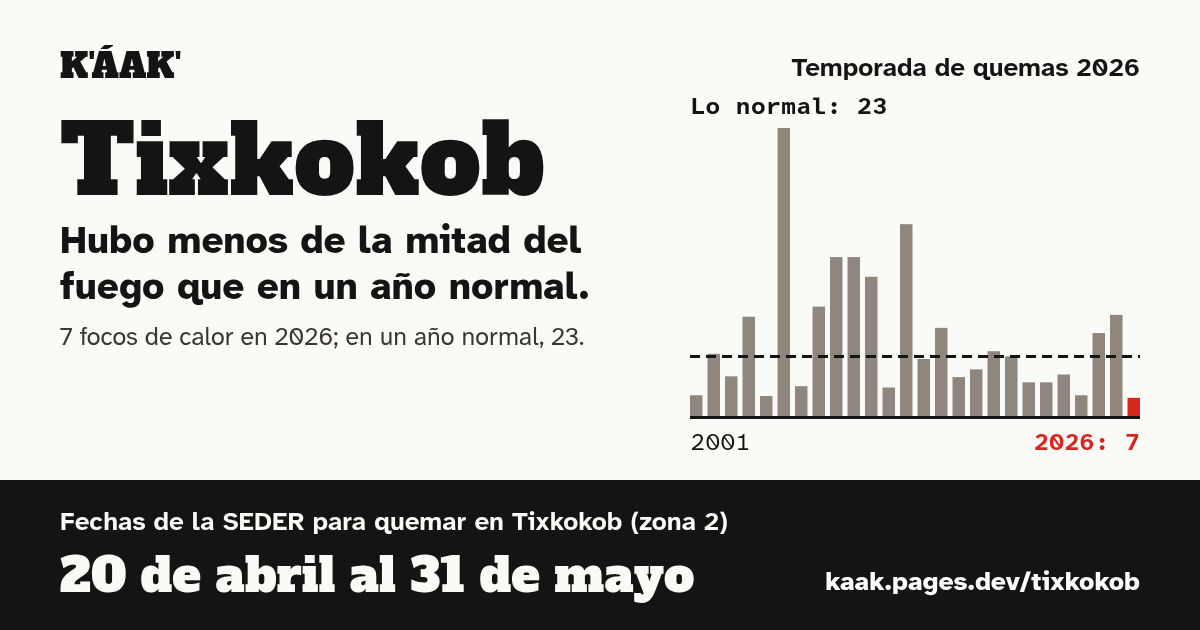 K'ÁAK'
Tixkokob
Hubo menos de la mitad del
fuego que en un año normal.
7 focos de calor en 2026; en un año normal, 23.
Temporada de quemas 2026
Lo normal: 23
2001
2026: 7
Fechas de la SEDER para quemar en Tixkokob (zona 2)
20 de abril al 31 de mayo
kaak.pages.dev/tixkokob